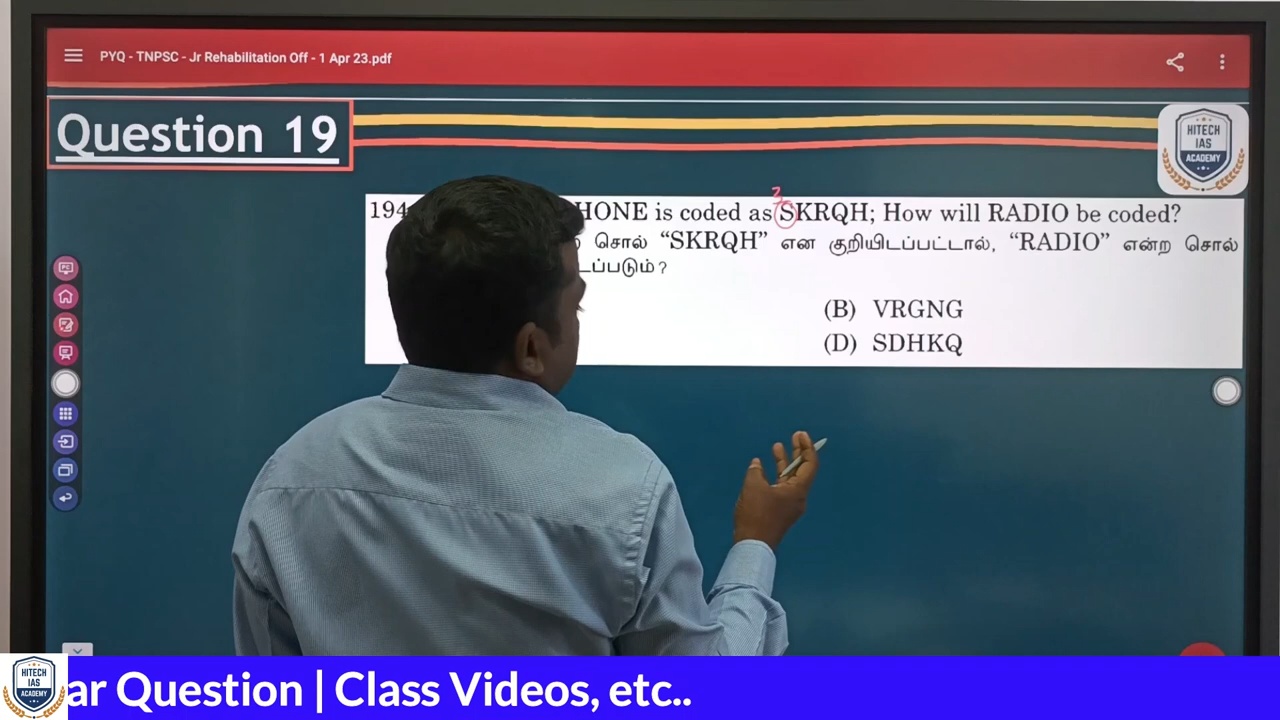 PYQ - TNPSC - Jr Rehabilitation Off - 1 Apr 23.pdf
Question 19
HITECH
IAS
ACADEMY
3
194 HONE is coded as SKRQH; How will RADIO be coded?
சொல் “SKRQH” என குறியிடப்பட்டால், “RADIO” என்ற சொல்
டப்படும்?
(B) VRGNG
(D) SDHKQ
HITECH
IAS
ACADEMY
ar Question | Class Videos, etc..